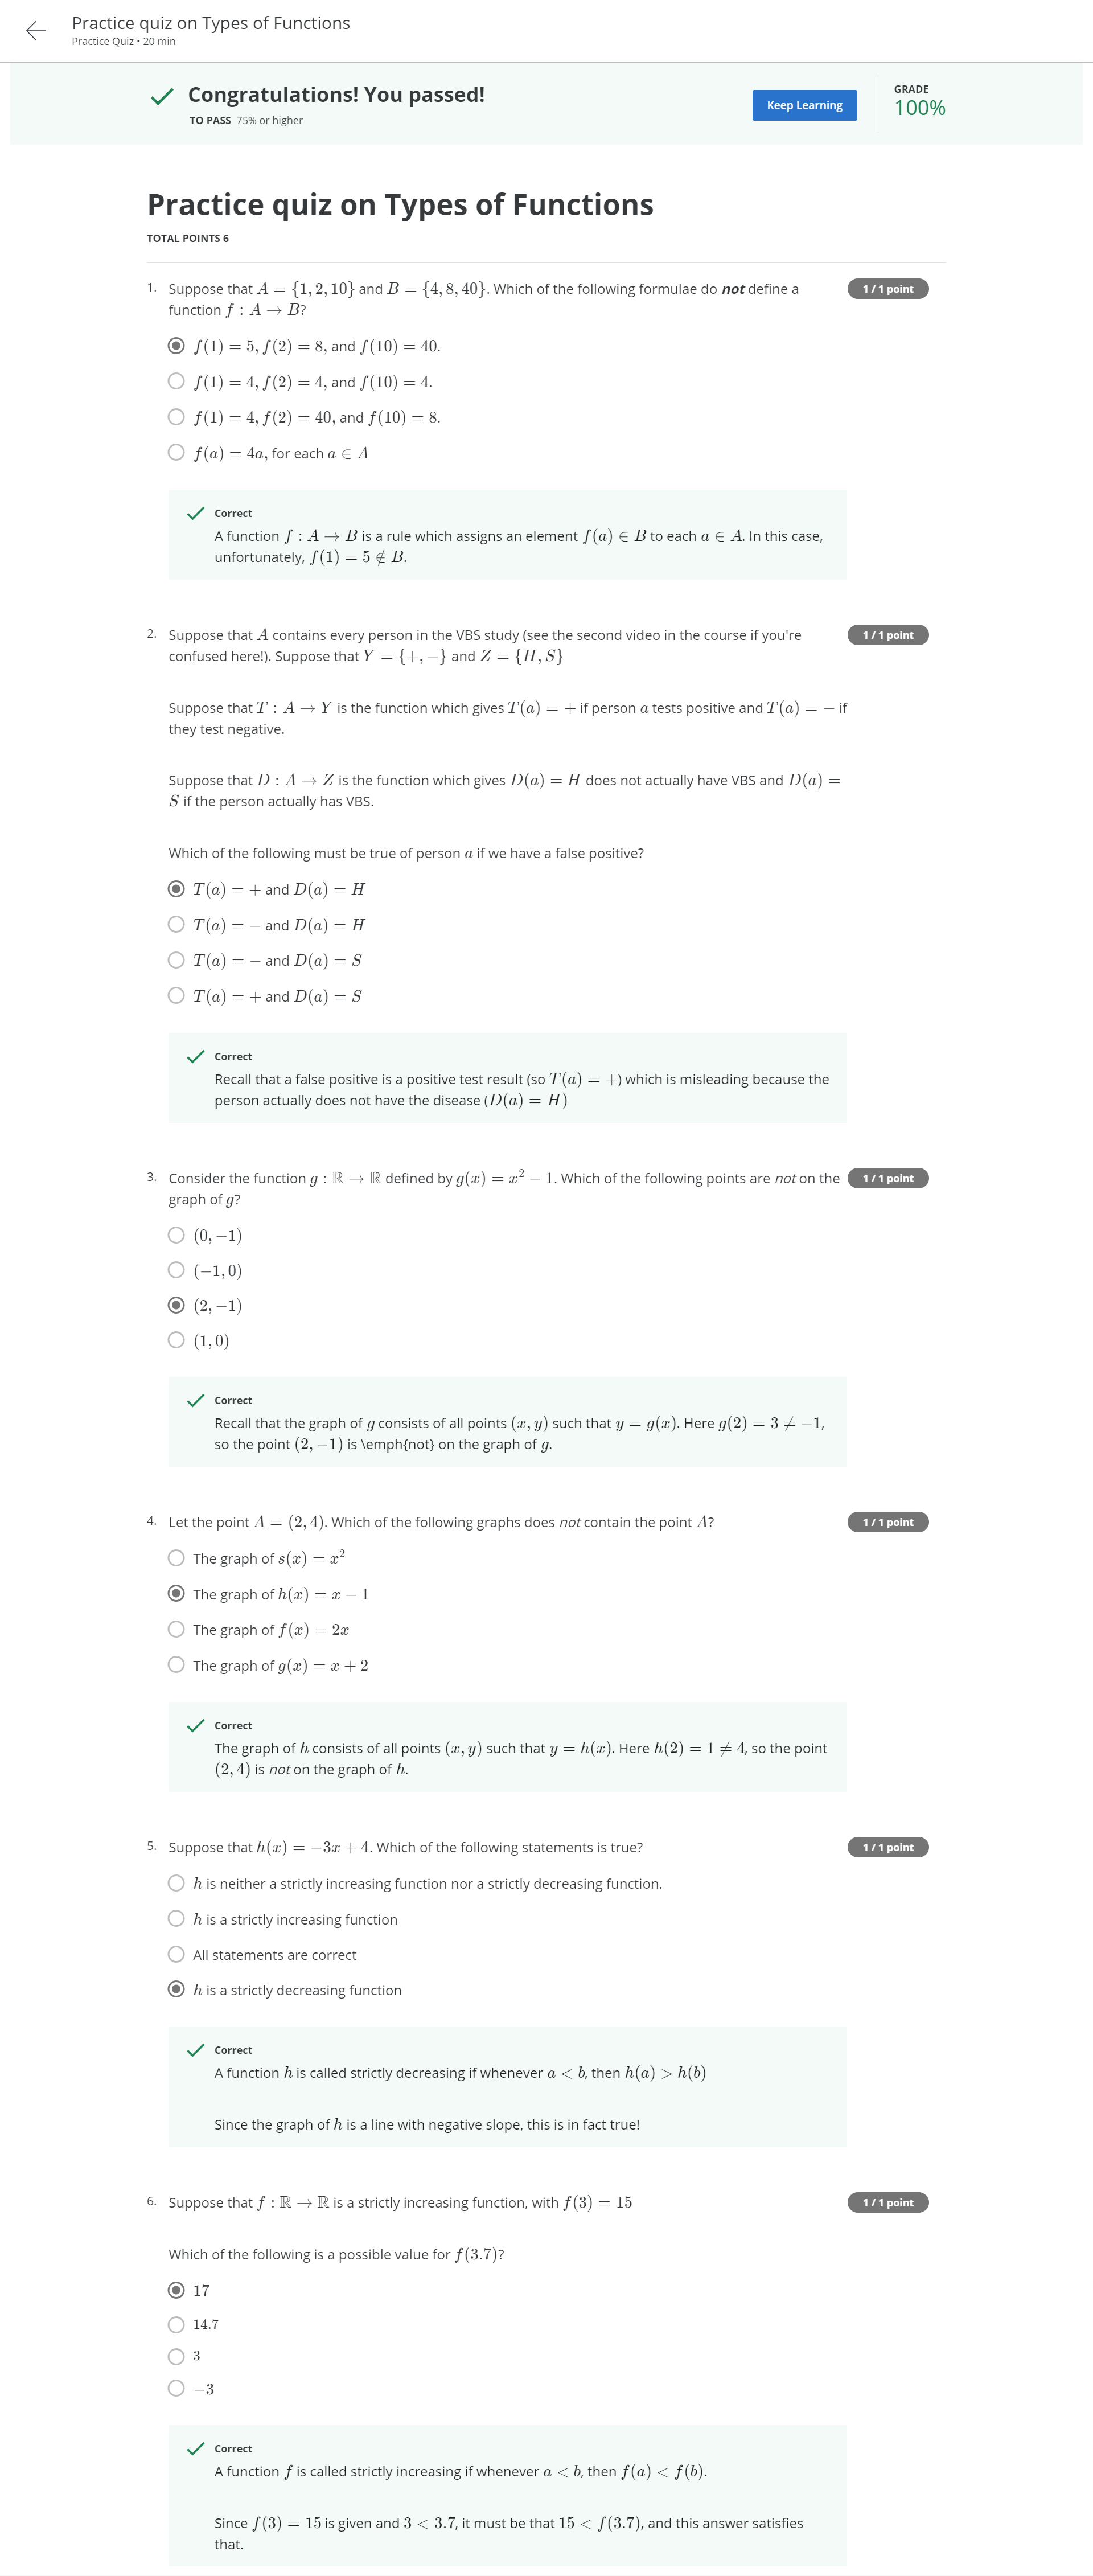 Practice quiz on Types of Functions
Practice Quiz • 20 min
Congratulations! You passed!
TO PASS 75% or higher
Keep Learning
GRADE
100%
Practice quiz on Types of Functions
TOTAL POINTS 6
1. Suppose that A = {1, 2, 10} and B = {4, 8, 40}. Which of the following formulae do not define a
function f : A → B?
1 / 1 point
f(1) = 5, f(2) = 8, and f(10) = 40.
f(1) = 4, f(2) = 4, and f(10) = 4.
f(1) = 4, f(2) = 40, and f(10) = 8.
f(a) = 4a, for each a ∈ A
Correct
A function f : A → B is a rule which assigns an element f(a) ∈ B to each a ∈ A. In this case,
unfortunately, f(1) = 5 ∉ B.
2. Suppose that A contains every person in the VBS study (see the second video in the course if you're
confused here!). Suppose that Y = {+, −} and Z = {H, S}
1 / 1 point
Suppose that T : A → Y is the function which gives T(a) = + if person a tests positive and T(a) = − if
they test negative.
Suppose that D : A → Z is the function which gives D(a) = H does not actually have VBS and D(a) =
S if the person actually has VBS.
Which of the following must be true of person a if we have a false positive?
T(a) = + and D(a) = H
T(a) = − and D(a) = H
T(a) = − and D(a) = S
T(a) = + and D(a) = S
Correct
Recall that a false positive is a positive test result (so T(a) = +) which is misleading because the
person actually does not have the disease (D(a) = H)
3. Consider the function g : ℝ → ℝ defined by g(x) = x² − 1. Which of the following points are not on the
graph of g?
1 / 1 point
(0, −1)
(−1, 0)
(2, −1)
(1, 0)
Correct
Recall that the graph of g consists of all points (x, y) such that y = g(x). Here g(2) = 3 ≠ −1,
so the point (2, −1) is \emph{not} on the graph of g.
4. Let the point A = (2, 4). Which of the following graphs does not contain the point A?
1 / 1 point
The graph of s(x) = x²
The graph of h(x) = x − 1
The graph of f(x) = 2x
The graph of g(x) = x + 2
Correct
The graph of h consists of all points (x, y) such that y = h(x). Here h(2) = 1 ≠ 4, so the point
(2, 4) is not on the graph of h.
5. Suppose that h(x) = −3x + 4. Which of the following statements is true?
1 / 1 point
h is neither a strictly increasing function nor a strictly decreasing function.
h is a strictly increasing function
All statements are correct
h is a strictly decreasing function
Correct
A function h is called strictly decreasing if whenever a < b, then h(a) > h(b)
Since the graph of h is a line with negative slope, this is in fact true!
6. Suppose that f : ℝ → ℝ is a strictly increasing function, with f(3) = 15
1 / 1 point
Which of the following is a possible value for f(3.7)?
17
14.7
3
−3
Correct
A function f is called strictly increasing if whenever a < b, then f(a) < f(b).
Since f(3) = 15 is given and 3 < 3.7, it must be that 15 < f(3.7), and this answer satisfies
that.